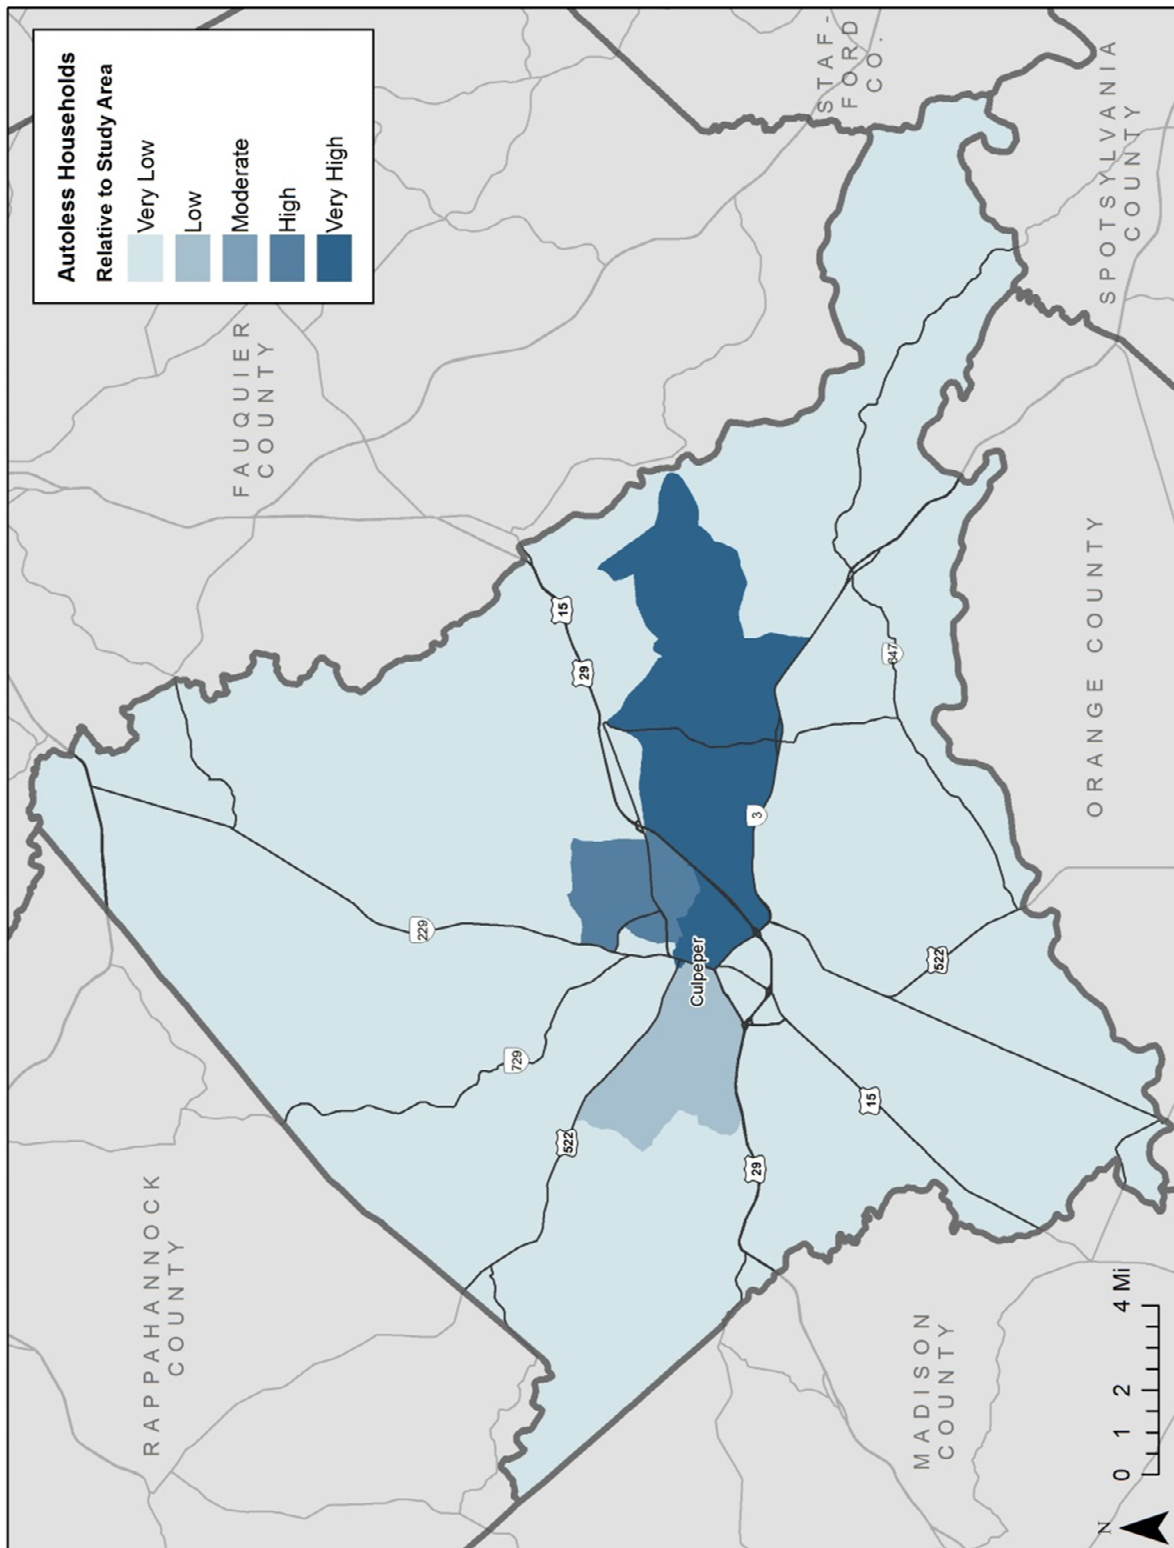 Autoless Households
Relative to Study Area
Very Low
Low
Moderate
High
Very High
STAF-
FORD
CO.
FAUQUIER
COUNTY
SPOTSYLVANIA
COUNTY
RAPPAHANNOCK
COUNTY
ORANGE COUNTY
MADISON
COUNTY
Culpeper
229
729
522
15
29
3
647
522
15
29
N
0 1 2 4 Mi